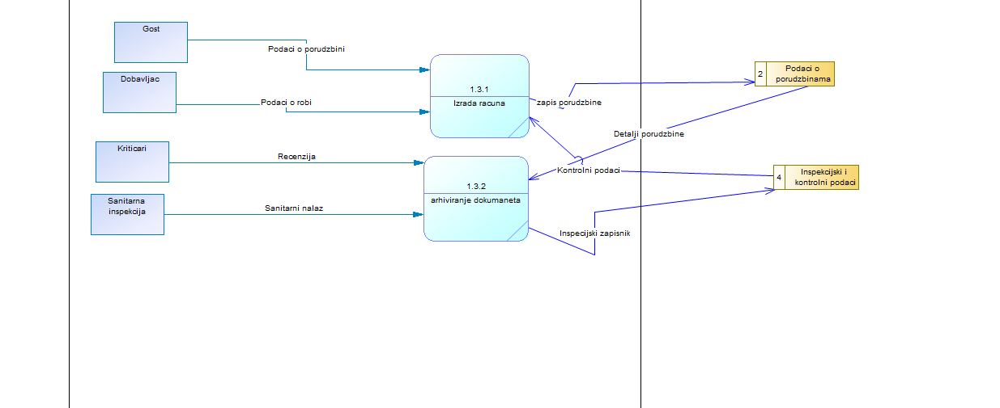 Gost
Podaci o porudzbini
Dobavljac
Podaci o robi
1.3.1
Izrada racuna
zapis porudzbine
2
Podaci o
porudzbinama
Detalji porudzbine
Kriticari
Recenzija
Kontrolni podaci
4
Inspekcijski i
kontrolni podaci
1.3.2
arhiviranje dokumaneta
Sanitarna
inspekcija
Sanitarni nalaz
Inspecijski zapisnik